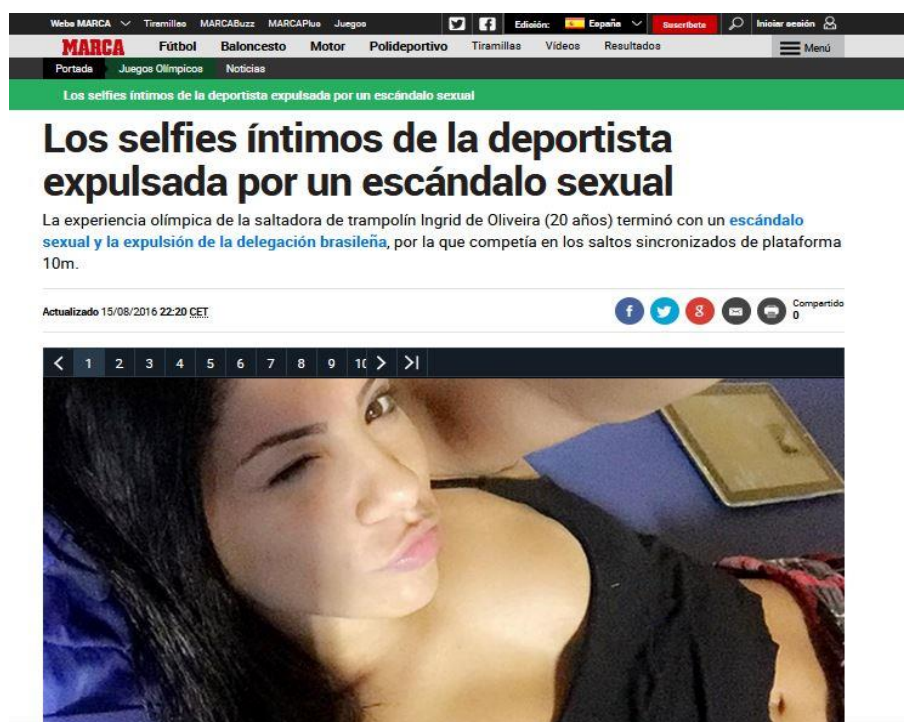 Webs MARCA Tiramillas MARCABuzz MARCAPlus Juegos Edición: España Suscríbete Iniciar sesión
MARCA Fútbol Baloncesto Motor Polideportivo Tiramillas Vídeos Resultados Menú
Portada Juegos Olímpicos Noticias
Los selfies íntimos de la deportista expulsada por un escándalo sexual
Los selfies íntimos de la deportista
expulsada por un escándalo sexual
La experiencia olímpica de la saltadora de trampolín Ingrid de Oliveira (20 años) terminó con un escándalo
sexual y la expulsión de la delegación brasileña, por la que competía en los saltos sincronizados de plataforma
10m.
Actualizado 15/08/2016 22:20 CET Compartido
0
1 2 3 4 5 6 7 8 9